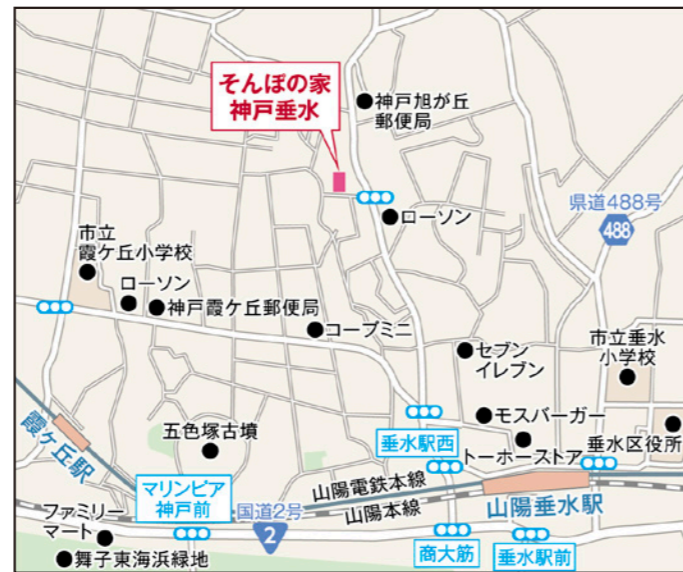 そんぽの家
神戸垂水
神戸旭が丘
郵便局
ローソン
県道488号
488
市立
霞ケ丘小学校
ローソン
神戸霞ケ丘郵便局
コープミニ
セブン
イレブン
市立垂水
小学校
モスバーガー
垂水駅西
トーホーストア
垂水区役所
五色塚古墳
霞ヶ丘駅
マリンピア
神戸前
国道2号
2
山陽電鉄本線
山陽本線
山陽垂水駅
ファミリー
マート
舞子東海浜緑地
商大筋
垂水駅前